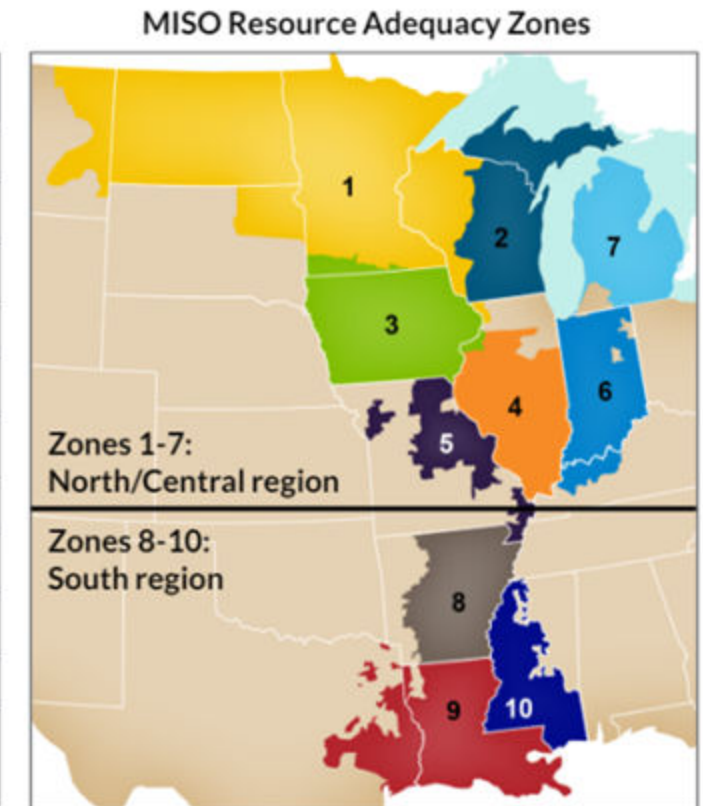 MISO Resource Adequacy Zones
1
2
7
3
4
6
5
Zones 1-7:
North/Central region
Zones 8-10:
South region
8
9
10